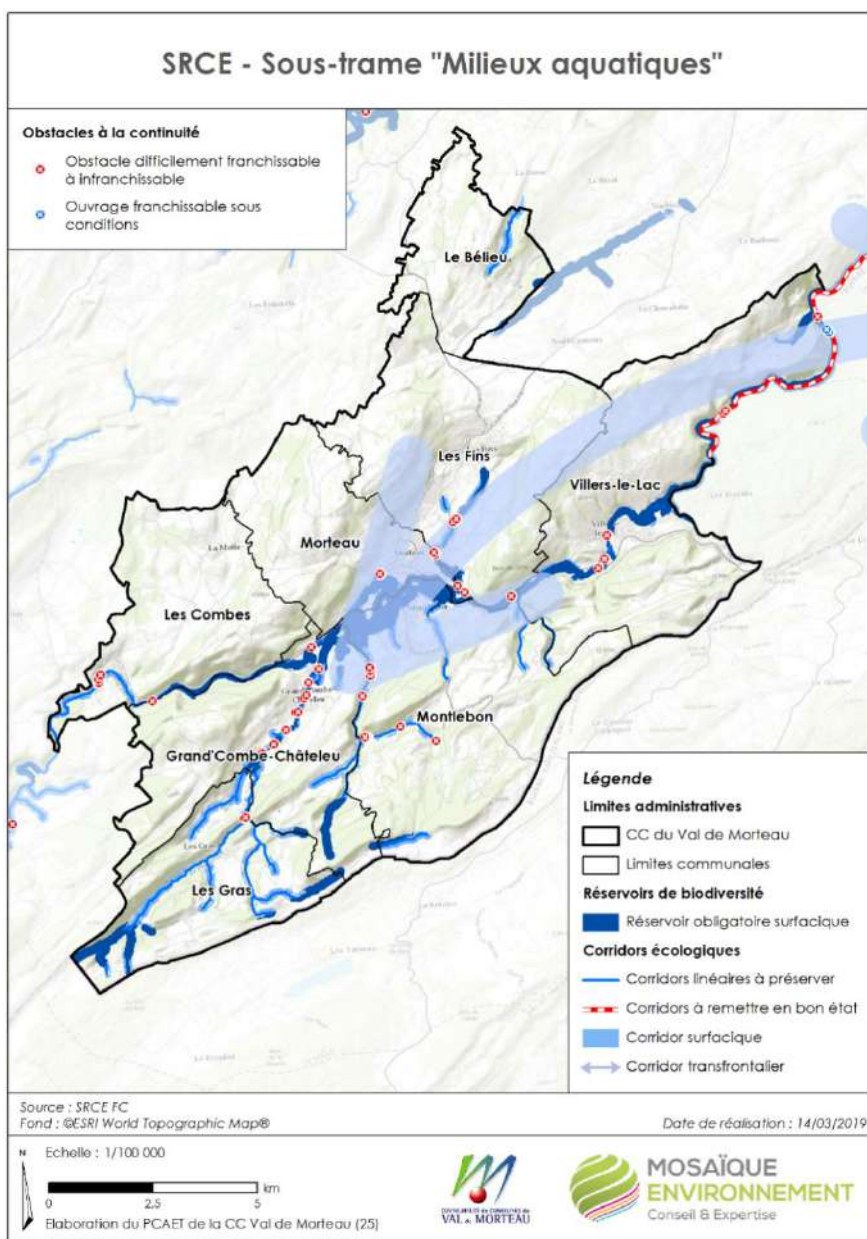 SRCE - Sous-trame "Milieux aquatiques"
Obstacles à la continuité
Obstacle difficilement franchissable
à infranchissable
Ouvrage franchissable sous
conditions
Le Bélieu
Les Fins
Villers-le-Lac
Morteau
Les Combes
Montlebon
Grand'Combe-Châteleu
Les Gras
Légende
Limites administratives
CC du Val de Morteau
Limites communales
Réservoirs de biodiversité
Réservoir obligatoire surfacique
Corridors écologiques
Corridors linéaires à préserver
Corridors à remettre en bon état
Corridor surfacique
Corridor transfrontalier
Source : SRCE FC
Fond : ©ESRI World Topographic Map®
Date de réalisation : 14/03/2019
N
Echelle : 1/100 000
km
0 2,5 5
Elaboration du PCAET de la CC Val de Morteau (25)
COMMUNAUTÉ DE COMMUNES DU
VAL DE MORTEAU
MOSAÏQUE
ENVIRONNEMENT
Conseil & Expertise